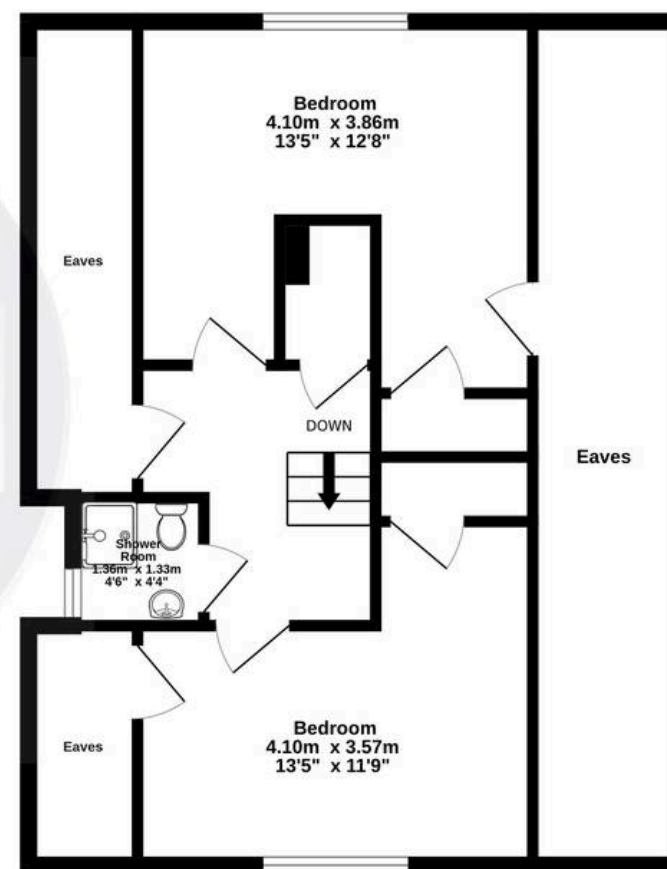 Bedroom
4.10m x 3.86m
13'5" x 12'8"
Eaves
DOWN
Eaves
Shower
Room
1.36m x 1.33m
4'6" x 4'4"
Bedroom
4.10m x 3.57m
13'5" x 11'9"
Eaves